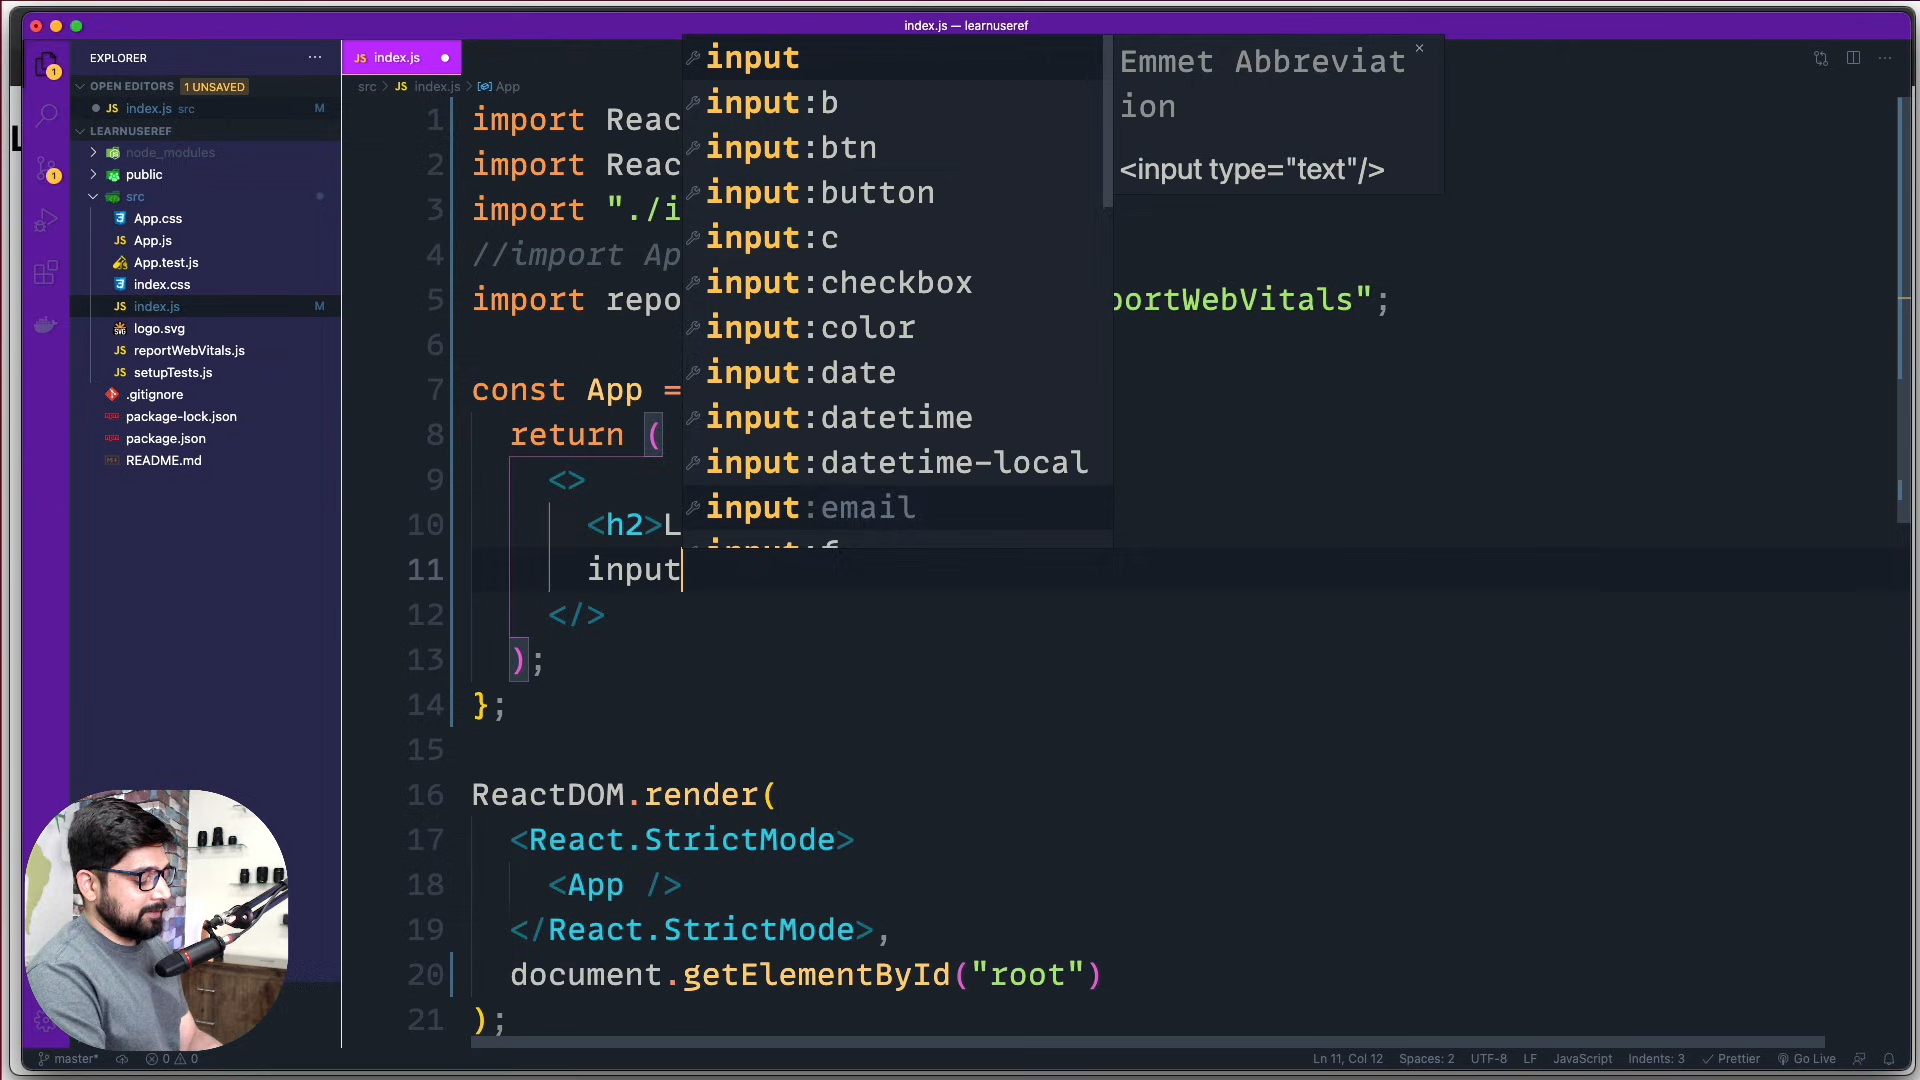 index.js — learnuseref
EXPLORER
OPEN EDITORS 1 UNSAVED
JS index.js src M
LEARNUSEREF
node_modules
public
src
App.css
JS App.js
App.test.js
index.css
JS index.js M
logo.svg
JS reportWebVitals.js
JS setupTests.js
.gitignore
package-lock.json
package.json
README.md
JS index.js
src > JS index.js > App
1 import Reac
2 import Reac
3 import "./i
4 //import Ap
5 import repo portWebVitals";
6
7 const App =
8 return (
9 <>
10 <h2>L
11 input
12 </>
13 );
14 };
15
16 ReactDOM.render(
17 <React.StrictMode>
18 <App />
19 </React.StrictMode>,
20 document.getElementById("root")
21 );
input
input:b
input:btn
input:button
input:c
input:checkbox
input:color
input:date
input:datetime
input:datetime-local
input:email
Emmet Abbreviat
ion
<input type="text"/>
1
1
master* 0 0
Ln 11, Col 12 Spaces: 2 UTF-8 LF JavaScript Indents: 3 Prettier Go Live